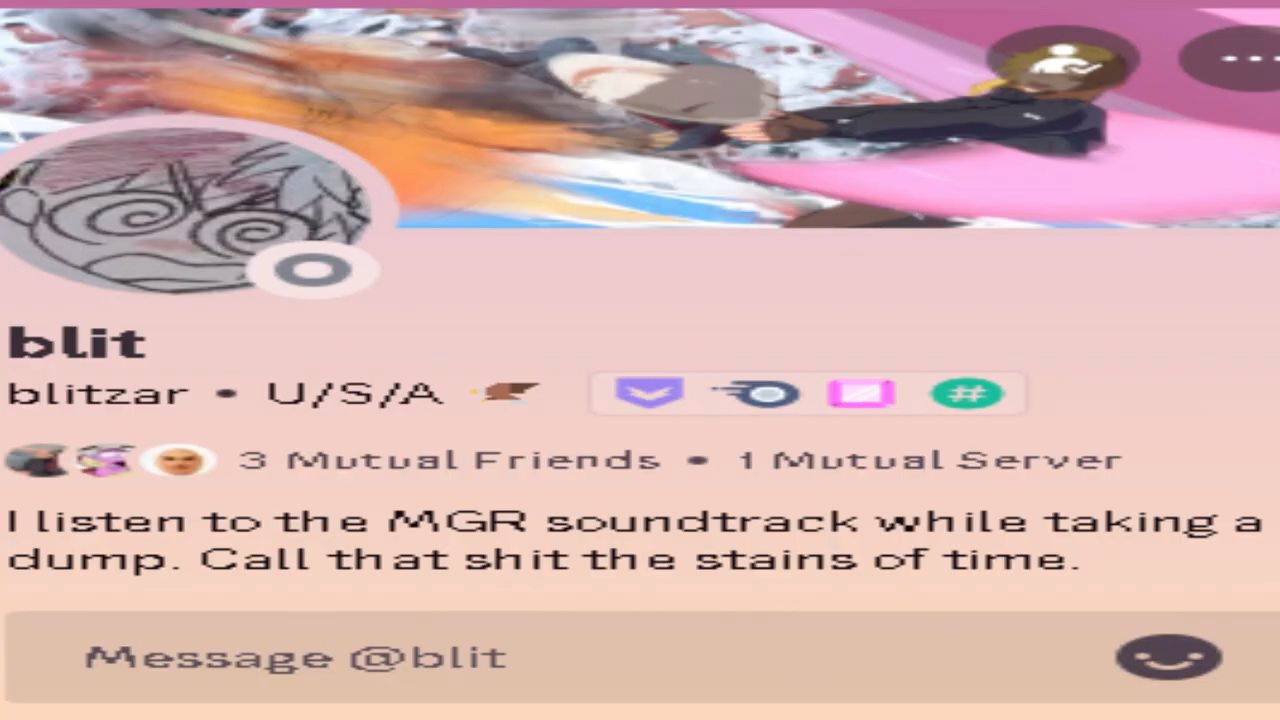 blit
blitzar • U/S/A
3 Mutual Friends • 1 Mutual Server
I listen to the MGR soundtrack while taking a
dump. Call that shit the stains of time.
Message @blit